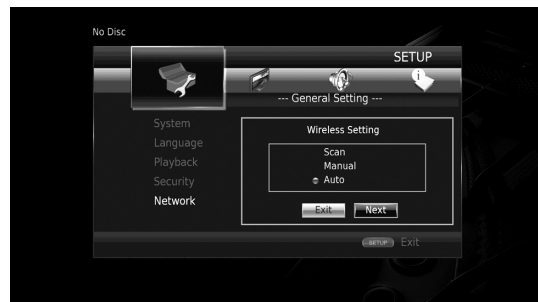 No Disc
SETUP
--- General Setting ---
System
Language
Playback
Security
Network
Wireless Setting
Scan
Manual
Auto
Exit Next
SETUP Exit